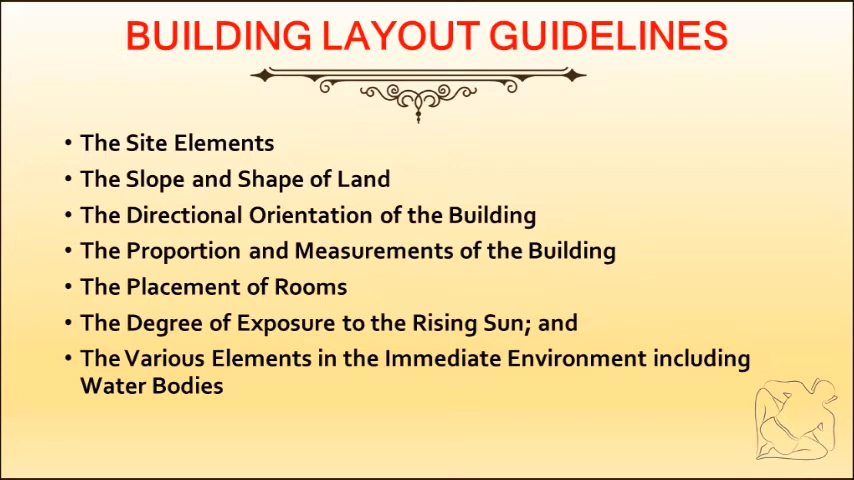 BUILDING LAYOUT GUIDELINES
• The Site Elements
• The Slope and Shape of Land
• The Directional Orientation of the Building
• The Proportion and Measurements of the Building
• The Placement of Rooms
• The Degree of Exposure to the Rising Sun; and
• The Various Elements in the Immediate Environment including
Water Bodies